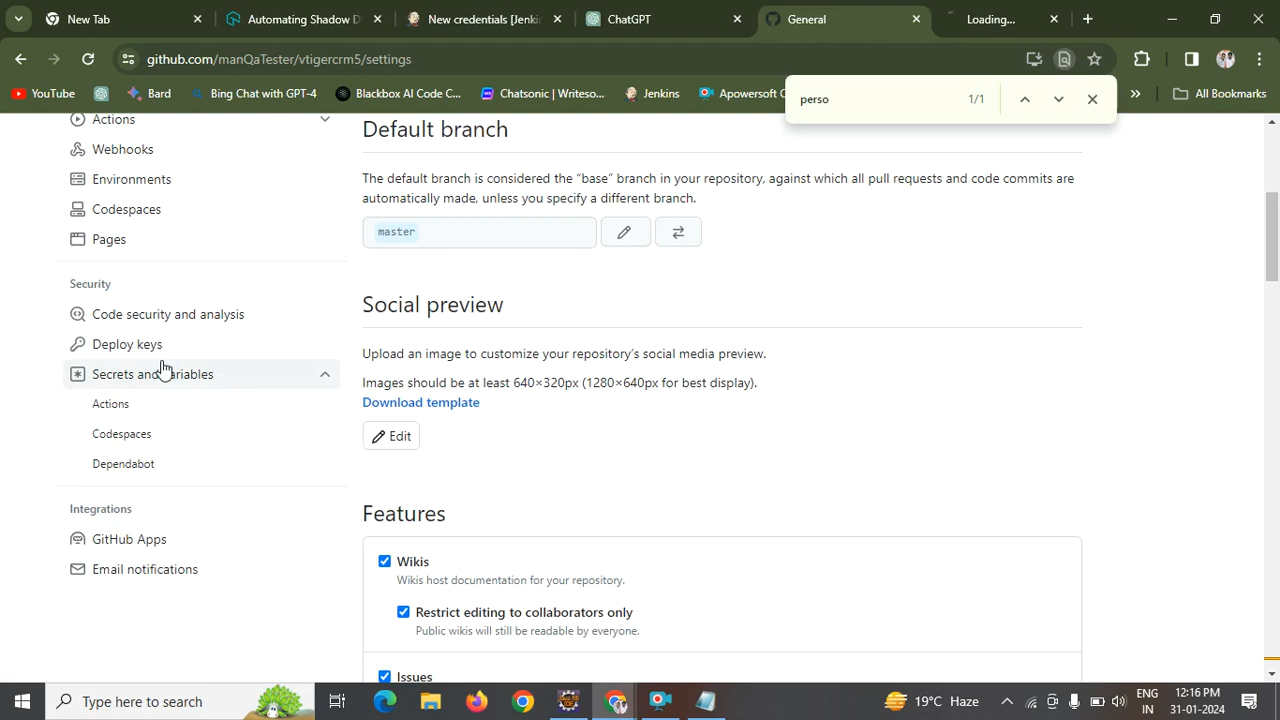 New Tab
Automating Shadow D
New credentials [Jenki
ChatGPT
General
Loading...
github.com/manQaTester/vtigercrm5/settings
YouTube
Bard
Bing Chatsonic | GPT-4
Blackbox AI Code C...
Chatsonic | Writeso...
Jenkins
Apowersoft
All Bookmarks
perso
1/1
Actions
Webhooks
Environments
Codespaces
Pages
Security
Code security and analysis
Deploy keys
Secrets and variables
Actions
Codespaces
Dependabot
Integrations
GitHub Apps
Email notifications
Default branch
The default branch is considered the "base" branch in your repository, against which all pull requests and code commits are
automatically made, unless you specify a different branch.
master
Social preview
Upload an image to customize your repository's social media preview.
Images should be at least 640×320px (1280×640px for best display).
Download template
Edit
Features
Wikis
Wikis host documentation for your repository.
Restrict editing to collaborators only
Public wikis will still be readable by everyone.
Issues
Type here to search
19°C Haze
ENG
IN
12:16 PM
31-01-2024